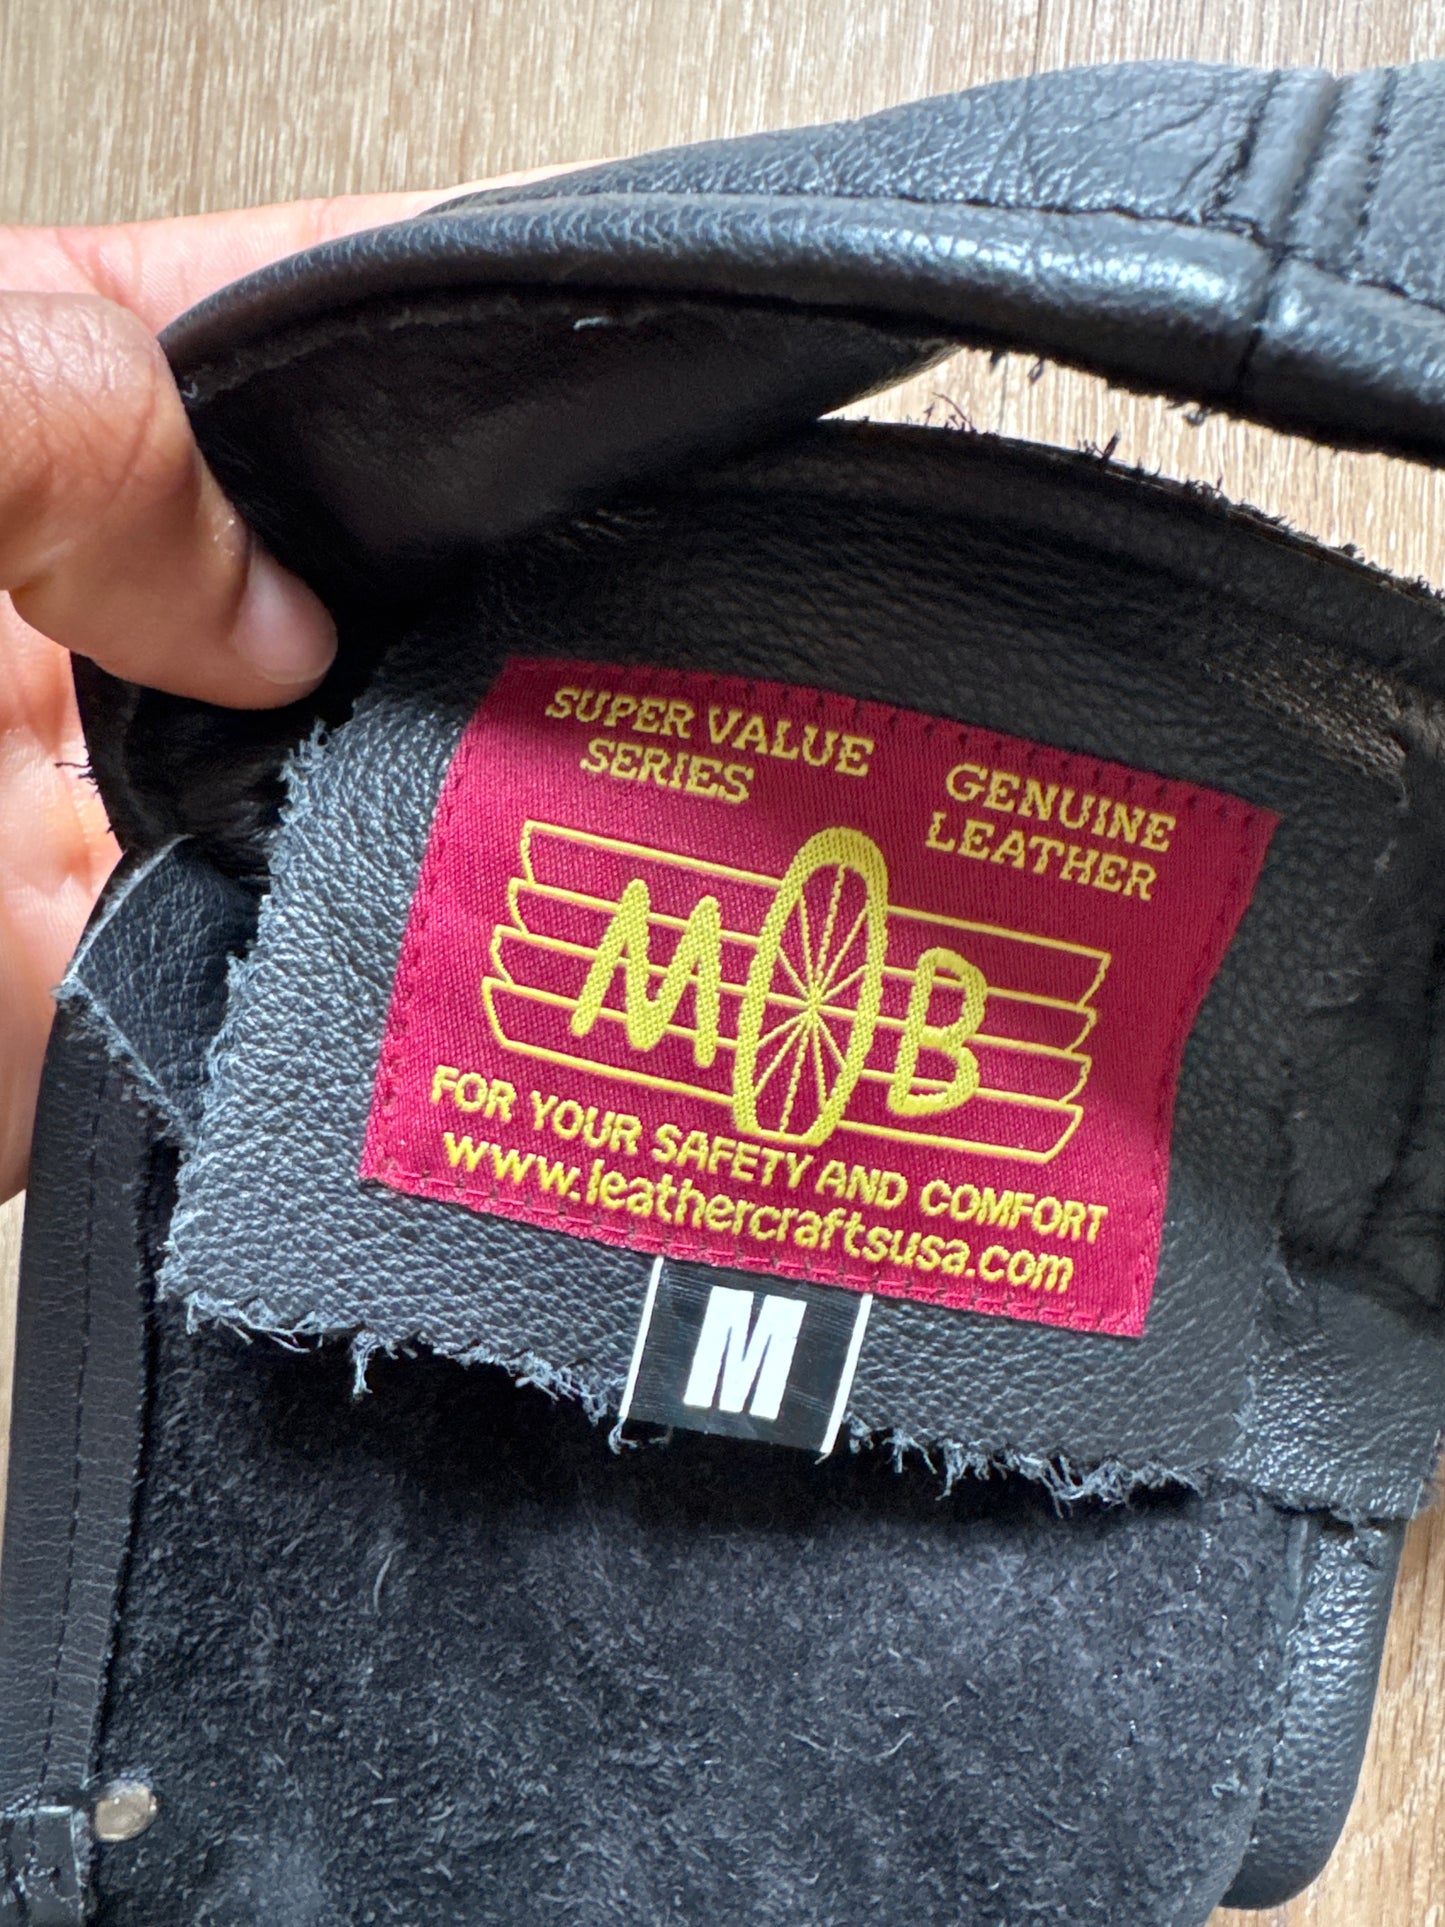 SUPER VALUE
SERIES
GENUINE
LEATHER
MOB
FOR YOUR SAFETY AND COMFORT
www.leathercraftsusa.com
M